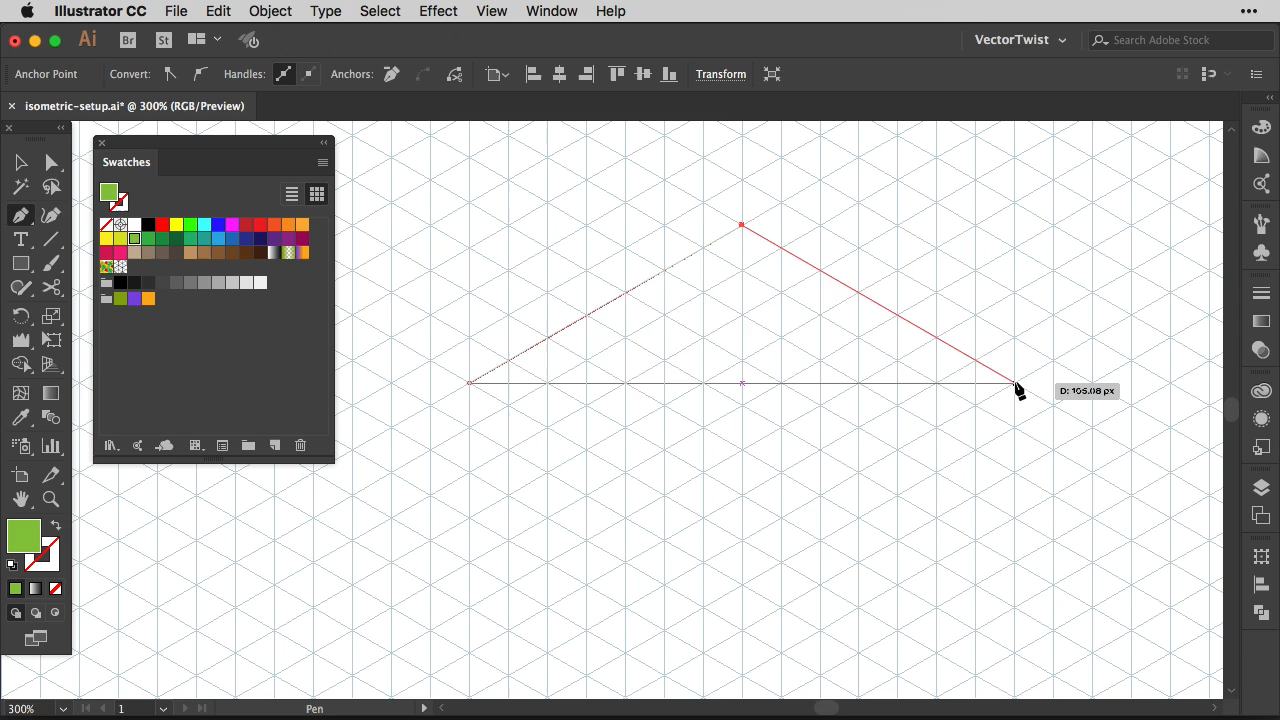 Illustrator CC File Edit Object Type Select Effect View Window Help
Ai Br St VectorTwist Search Adobe Stock
Anchor Point Convert: Handles: Anchors: Transform
× isometric-setup.ai* @ 300% (RGB/Preview)
Swatches
D: 105.08 px
300% 1 Pen